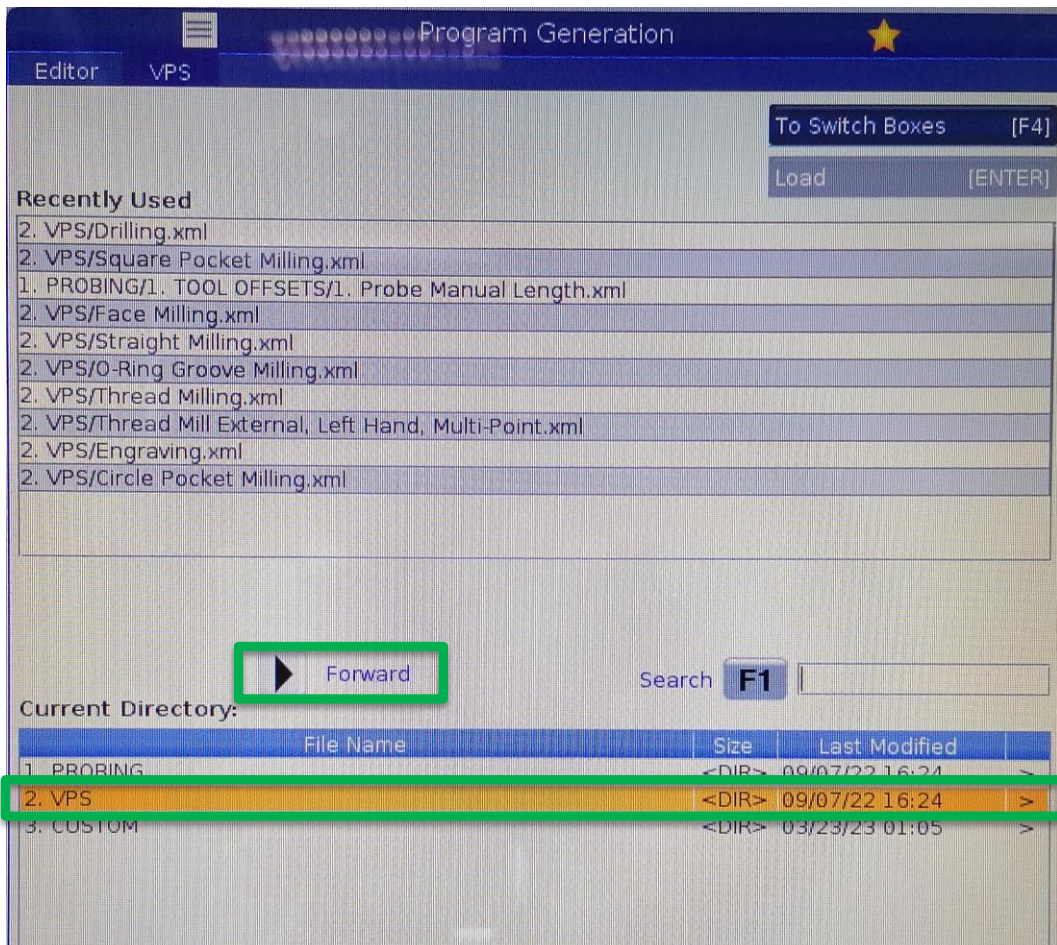 Program Generation
Editor VPS
To Switch Boxes [F4]
Load [ENTER]
Recently Used
2. VPS/Drilling.xml
2. VPS/Square Pocket Milling.xml
1. PROBING/1. TOOL OFFSETS/1. Probe Manual Length.xml
2. VPS/Face Milling.xml
2. VPS/Straight Milling.xml
2. VPS/O-Ring Groove Milling.xml
2. VPS/Thread Milling.xml
2. VPS/Thread Mill External, Left Hand, Multi-Point.xml
2. VPS/Engraving.xml
2. VPS/Circle Pocket Milling.xml
Forward
Search F1
Current Directory:
File Name Size Last Modified
1. PROBING <DIR> 09/07/22 16:24 >
2. VPS <DIR> 09/07/22 16:24 >
3. CUSTOM <DIR> 03/23/23 01:05 >